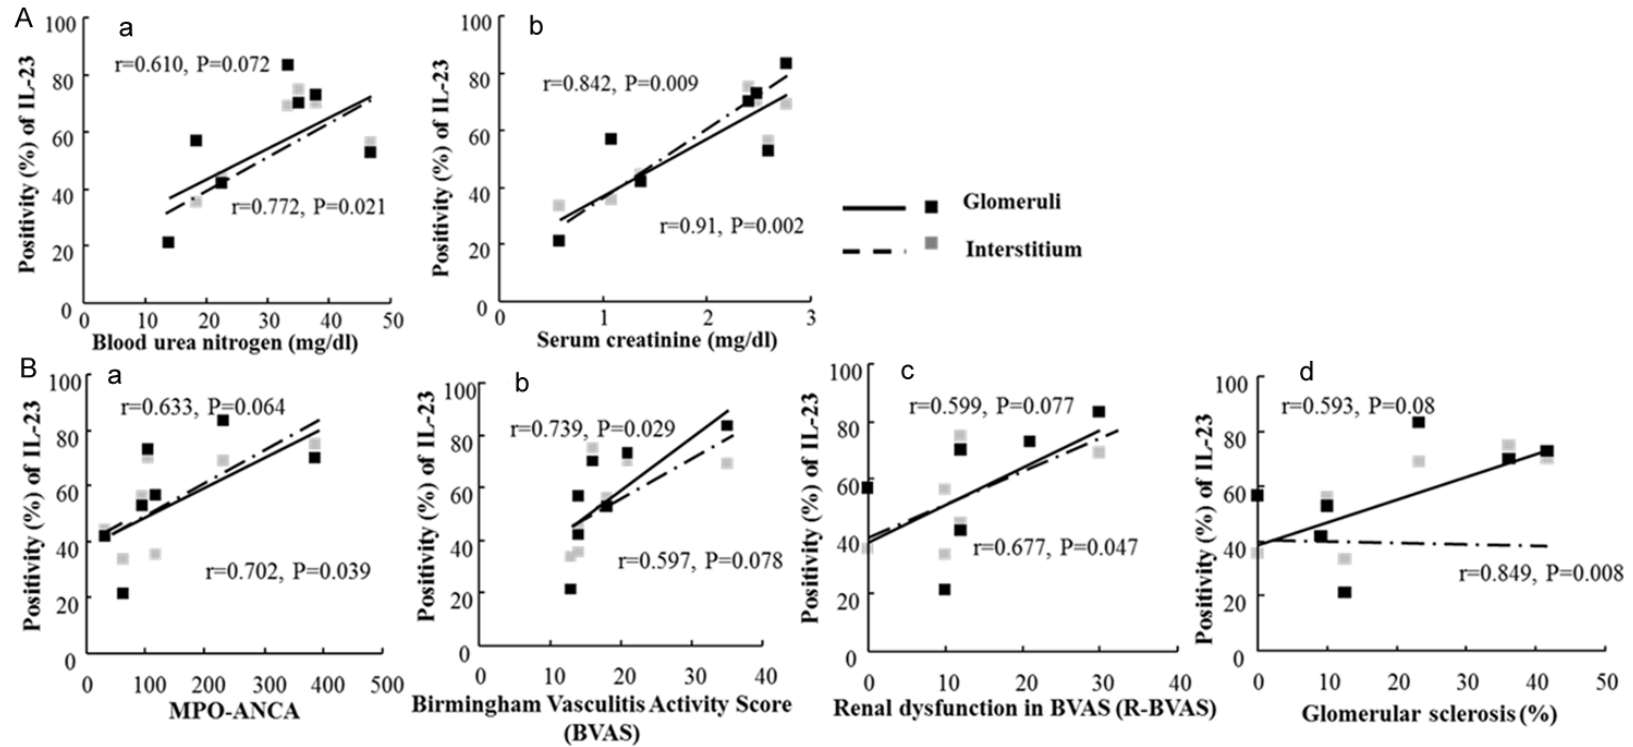 A
a
Positivity (%) of IL-23
100
80
60
40
20
0
r=0.610, P=0.072
r=0.772, P=0.021
0 10 20 30 40 50
Blood urea nitrogen (mg/dl)
b
Positivity (%) of IL-23
100
80
60
40
20
0
r=0.842, P=0.009
r=0.91, P=0.002
0 1 2 3
Serum creatinine (mg/dl)
Glomeruli
Interstitium
B
a
Positivity (%) of IL-23
100
80
60
40
20
0
r=0.633, P=0.064
r=0.702, P=0.039
0 100 200 300 400 500
MPO-ANCA
b
Positivity (%) of IL-23
100
80
60
40
20
0
r=0.739, P=0.029
r=0.597, P=0.078
0 10 20 30 40
Birmingham Vasculitis Activity Score
(BVAS)
c
Positivity (%) of IL-23
100
80
60
40
20
0
r=0.599, P=0.077
r=0.677, P=0.047
0 10 20 30 40
Renal dysfunction in BVAS (R-BVAS)
d
Positivity (%) of IL-23
100
80
60
40
20
0
r=0.593, P=0.08
r=0.849, P=0.008
0 10 20 30 40 50
Glomerular sclerosis (%)